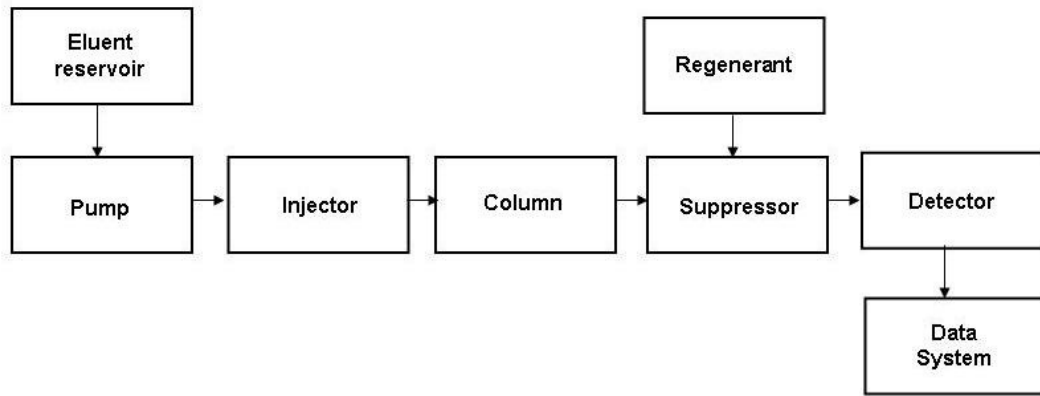 Eluent
reservoir
Regenerant
Pump
Injector
Column
Suppressor
Detector
Data
System